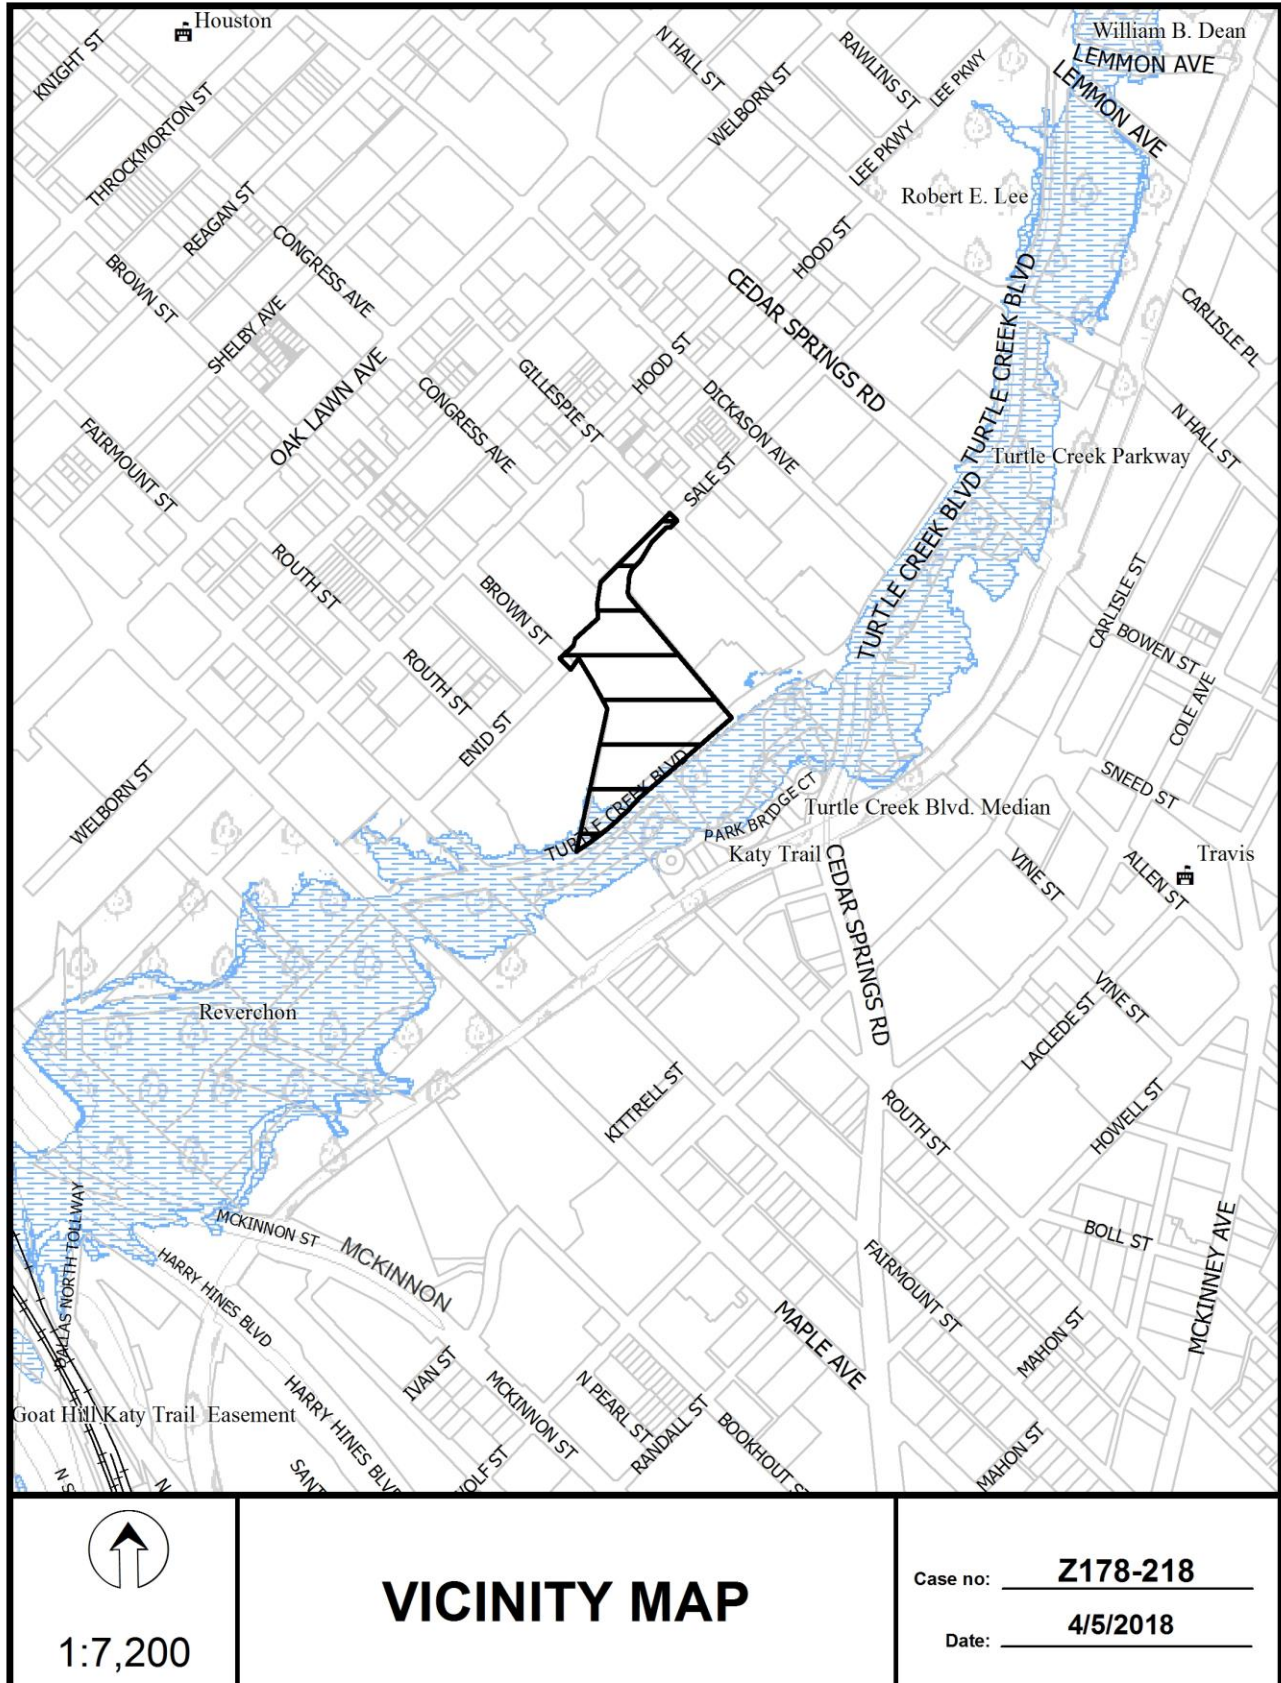 Houston
William B. Dean
KNIGHT ST
N HALL ST
RAWLINS ST
LEE PKWY
LEMMON AVE
LEMMON AVE
THROCKMORTON ST
WELBORN ST
LEE PKWY
Robert E. Lee
REAGAN ST
CONGRESS AVE
HOOD ST
BROWN ST
CEDAR SPRINGS RD
TURTLE CREEK BLVD
CARLISLE PL
SHELBY AVE
OAK LAWN AVE
GILLESPIE ST
HOOD ST
CONGRESS AVE
DICKASON AVE
FAIRMOUNT ST
N HALL ST
Turtle Creek Parkway
SALE ST
TURTLE CREEK BLVD
ROUTH ST
BROWN ST
CARLISLE ST
BOWEN ST
ROUTH ST
COLE AVE
ENID ST
WELBORN ST
TURTLE CREEK BLVD
PARK BRIDGE CT
Turtle Creek Blvd. Median
SNEED ST
Katy Trail
CEDAR SPRINGS RD
VINE ST
ALLEN ST
Travis
Reverchon
VINE ST
LACLEDE ST
KITTRELL ST
ROUTH ST
HOWELL ST
DALLAS NORTH TOLLWAY
MCKINNON ST
MCKINNON
HARRY HINES BLVD
BOLL ST
FAIRMOUNT ST
MCKINNEY AVE
MAPLE AVE
MAHON ST
IVAN ST
MCKINNON ST
N PEARL ST
RANDALL ST
BOOKHOUT S
Goat Hill Katy Trail Easement
HARRY HINES BLV
MAHON ST
N S
N
SANT
OLF ST
1:7,200
VICINITY MAP
Case no: Z178-218
Date: 4/5/2018